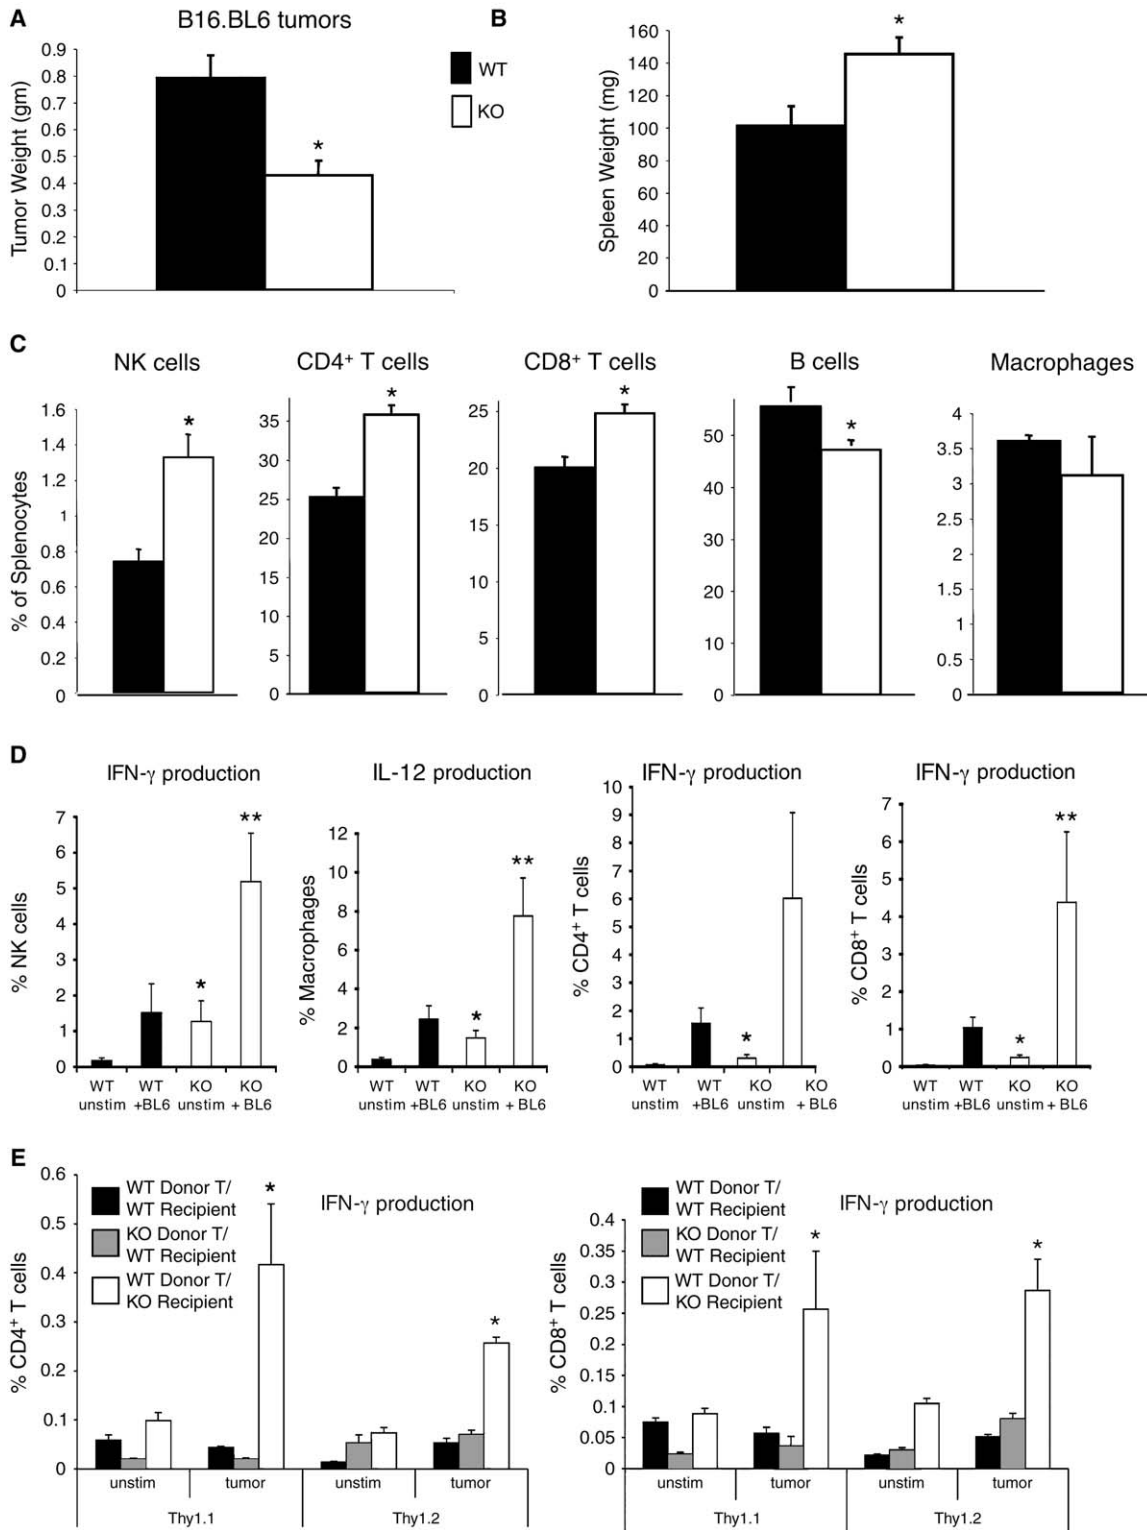 A
B16.BL6 tumors
Tumor Weight (gm)
0.9
0.8
0.7
0.6
0.5
0.4
0.3
0.2
0.1
0
*
WT
KO
B
Spleen Weight (mg)
160
140
120
100
80
60
40
20
0
*
C
% of Splenocytes
NK cells
1.6
1.4
1.2
1
0.8
0.6
0.4
0.2
0
*
CD4+ T cells
35
30
25
20
15
10
5
0
*
CD8+ T cells
25
20
15
10
5
0
*
B cells
50
40
30
20
10
0
*
Macrophages
4
3.5
3
2.5
2
1.5
1
0.5
0
D
IFN-γ production
% NK cells
7
6
5
4
3
2
1
0
*
**
WT WT KO KO
unstim +BL6 unstim + BL6
IL-12 production
% Macrophages
12
10
8
6
4
2
0
*
**
WT WT KO KO
unstim +BL6 unstim + BL6
IFN-γ production
% CD4+ T cells
10
9
8
7
6
5
4
3
2
1
0
*
WT WT KO KO
unstim +BL6 unstim + BL6
IFN-γ production
% CD8+ T cells
7
6
5
4
3
2
1
0
*
**
WT WT KO KO
unstim +BL6 unstim + BL6
E
% CD4+ T cells
0.6
0.5
0.4
0.3
0.2
0.1
0
WT Donor T/
WT Recipient
KO Donor T/
WT Recipient
WT Donor T/
KO Recipient
IFN-γ production
*
*
unstim tumor unstim tumor
Thy1.1 Thy1.2
% CD8+ T cells
0.4
0.35
0.3
0.25
0.2
0.15
0.1
0.05
0
WT Donor T/
WT Recipient
KO Donor T/
WT Recipient
WT Donor T/
KO Recipient
IFN-γ production
*
*
unstim tumor unstim tumor
Thy1.1 Thy1.2